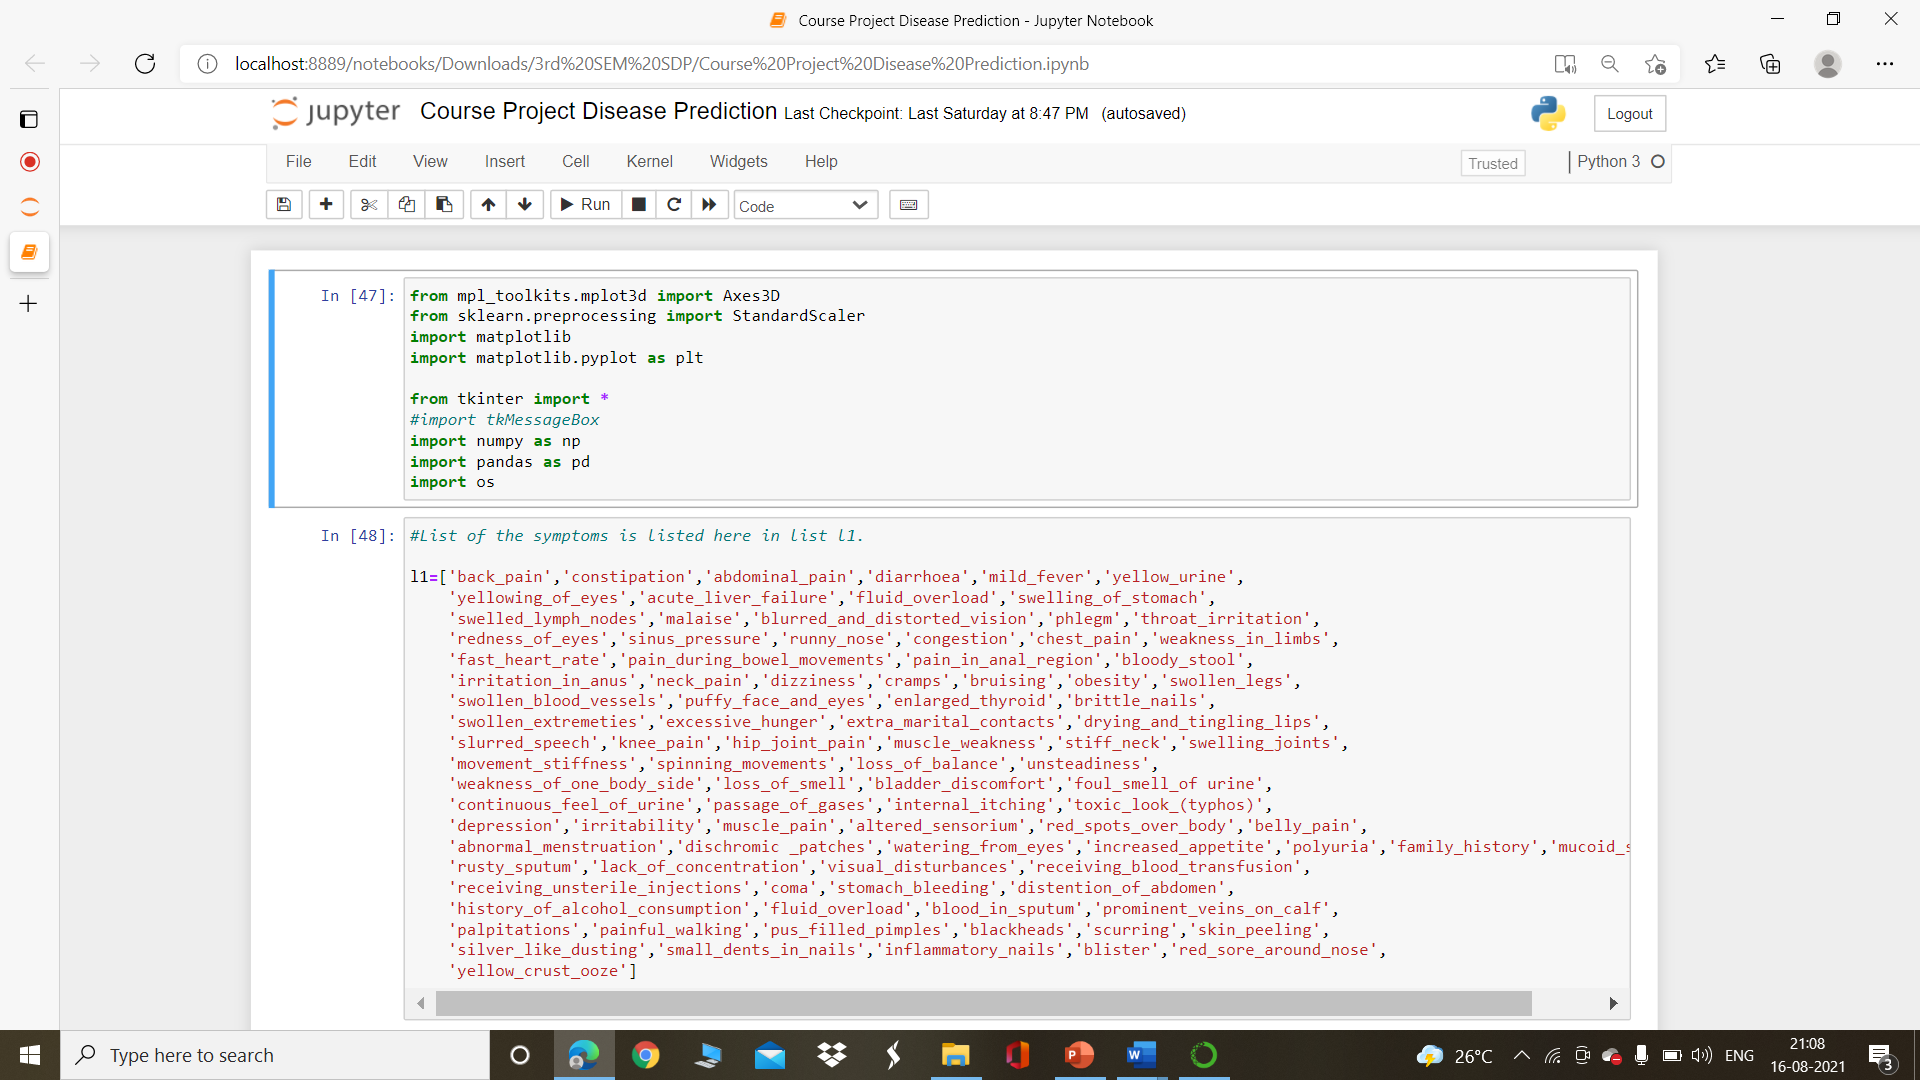 Course Project Disease Prediction - Jupyter Notebook
localhost:8889/notebooks/Downloads/3rd%20SEM%20SDP/Course%20Project%20Disease%20Prediction.ipynb
jupyter Course Project Disease Prediction Last Checkpoint: Last Saturday at 8:47 PM (autosaved)
Logout
File Edit View Insert Cell Kernel Widgets Help
Trusted
Python 3
Run
Code
In [47]:
from mpl_toolkits.mplot3d import Axes3D
from sklearn.preprocessing import StandardScaler
import matplotlib
import matplotlib.pyplot as plt
from tkinter import *
#import tkMessageBox
import numpy as np
import pandas as pd
import os
In [48]:
#List of the symptoms is listed here in list l1.
l1=['back_pain','constipation','abdominal_pain','diarrhoea','mild_fever','yellow_urine',
'yellowing_of_eyes','acute_liver_failure','fluid_overload','swelling_of_stomach',
'swelled_lymph_nodes','malaise','blurred_and_distorted_vision','phlegm','throat_irritation',
'redness_of_eyes','sinus_pressure','runny_nose','congestion','chest_pain','weakness_in_limbs',
'fast_heart_rate','pain_during_bowel_movements','pain_in_anal_region','bloody_stool',
'irritation_in_anus','neck_pain','dizziness','cramps','bruising','obesity','swollen_legs',
'swollen_blood_vessels','puffy_face_and_eyes','enlarged_thyroid','brittle_nails',
'swollen_extremeties','excessive_hunger','extra_marital_contacts','drying_and_tingling_lips',
'slurred_speech','knee_pain','hip_joint_pain','muscle_weakness','stiff_neck','swelling_joints',
'movement_stiffness','spinning_movements','loss_of_balance','unsteadiness',
'weakness_of_one_body_side','loss_of_smell','bladder_discomfort','foul_smell_of urine',
'continuous_feel_of_urine','passage_of_gases','internal_itching','toxic_look_(typhos)',
'depression','irritability','muscle_pain','altered_sensorium','red_spots_over_body','belly_pain',
'abnormal_menstruation','dischromic _patches','watering_from_eyes','increased_appetite','polyuria','family_history','mucoid_s
'rusty_sputum','lack_of_concentration','visual_disturbances','receiving_blood_transfusion',
'receiving_unsterile_injections','coma','stomach_bleeding','distention_of_abdomen',
'history_of_alcohol_consumption','fluid_overload','blood_in_sputum','prominent_veins_on_calf',
'palpitations','painful_walking','pus_filled_pimples','blackheads','scurring','skin_peeling',
'silver_like_dusting','small_dents_in_nails','inflammatory_nails','blister','red_sore_around_nose',
'yellow_crust_ooze']
Type here to search
26°C
ENG
21:08
16-08-2021
3